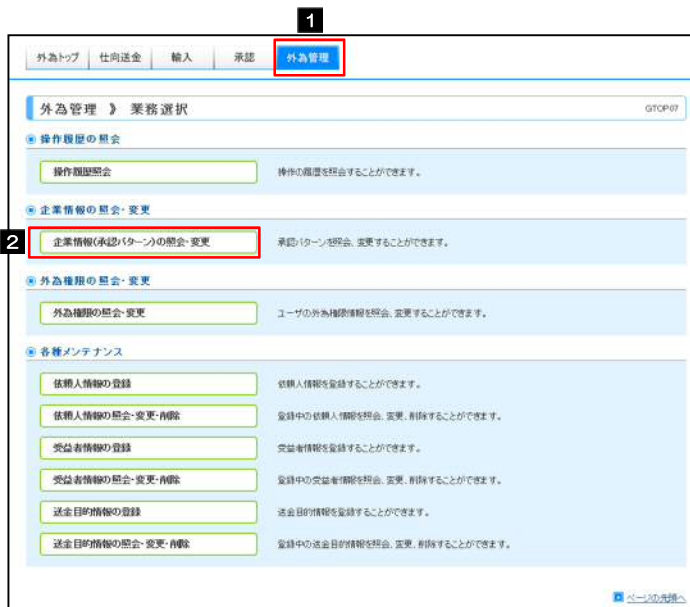 1
外為トップ 仕向送金 輸入 承認 外為管理
外為管理 》 業務選択 GTOP07
操作履歴の照会
操作履歴照会 操作の履歴を照会することができます。
企業情報の照会・変更
2 企業情報(承認パターン)の照会・変更 承認パターンを照会、変更することができます。
外為権限の照会・変更
外為権限の照会・変更 ユーザの外為権限情報を照会、変更することができます。
各種メンテナンス
依頼人情報の登録 依頼人情報を登録することができます。
依頼人情報の照会・変更・削除 登録中の依頼人情報を照会、変更、削除することができます。
受益者情報の登録 受益者情報を登録することができます。
受益者情報の照会・変更・削除 登録中の受益者情報を照会、変更、削除することができます。
送金目的情報の登録 送金目的情報を登録することができます。
送金目的情報の照会・変更・削除 登録中の送金目的情報を照会、変更、削除することができます。
ページの先頭へ